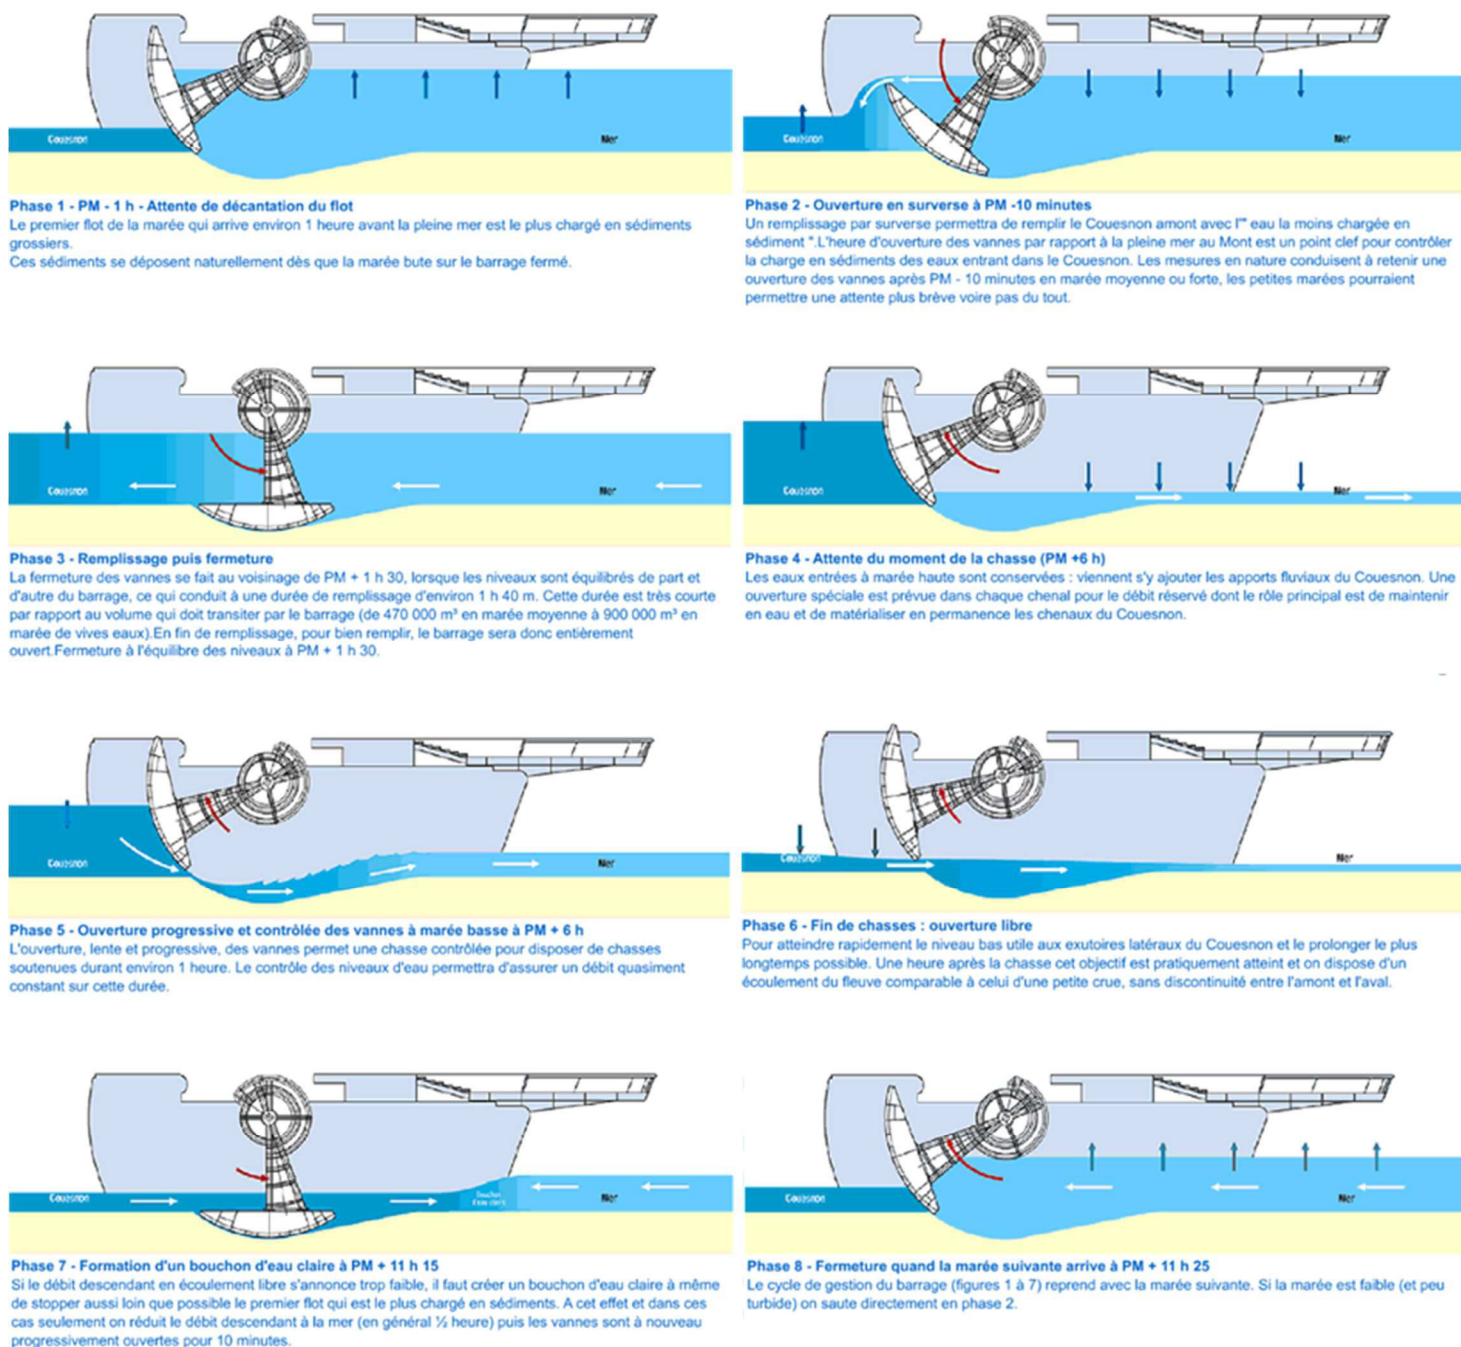 Couesnon
Mer
Phase 1 - PM - 1 h - Attente de décantation du flot
Le premier flot de la marée qui arrive environ 1 heure avant la pleine mer est le plus chargé en sédiments
grossiers.
Ces sédiments se déposent naturellement dès que la marée bute sur le barrage fermé.
Couesnon
Mer
Phase 2 - Ouverture en surverse à PM -10 minutes
Un remplissage par surverse permettra de remplir le Couesnon amont avec l'" eau la moins chargée en
sédiment ".L'heure d'ouverture des vannes par rapport à la pleine mer au Mont est un point clef pour contrôler
la charge en sédiments des eaux entrant dans le Couesnon. Les mesures en nature conduisent à retenir une
ouverture des vannes après PM - 10 minutes en marée moyenne ou forte, les petites marées pourraient
permettre une attente plus brève voire pas du tout.
Couesnon
Mer
Phase 3 - Remplissage puis fermeture
La fermeture des vannes se fait au voisinage de PM + 1 h 30, lorsque les niveaux sont équilibrés de part et
d'autre du barrage, ce qui conduit à une durée de remplissage d'environ 1 h 40 m. Cette durée est très courte
par rapport au volume qui doit transiter par le barrage (de 470 000 m³ en marée moyenne à 900 000 m³ en
marée de vives eaux).En fin de remplissage, pour bien remplir, le barrage sera donc entièrement
ouvert.Fermeture à l'équilibre des niveaux à PM + 1 h 30.
Couesnon
Mer
Phase 4 - Attente du moment de la chasse (PM +6 h)
Les eaux entrées à marée haute sont conservées : viennent s'y ajouter les apports fluviaux du Couesnon. Une
ouverture spéciale est prévue dans chaque chenal pour le débit réservé dont le rôle principal est de maintenir
en eau et de matérialiser en permanence les chenaux du Couesnon.
Couesnon
Mer
Phase 5 - Ouverture progressive et contrôlée des vannes à marée basse à PM + 6 h
L'ouverture, lente et progressive, des vannes permet une chasse contrôlée pour disposer de chasses
soutenues durant environ 1 heure. Le contrôle des niveaux d'eau permettra d'assurer un débit quasiment
constant sur cette durée.
Couesnon
Mer
Phase 6 - Fin de chasses : ouverture libre
Pour atteindre rapidement le niveau bas utile aux exutoires latéraux du Couesnon et le prolonger le plus
longtemps possible. Une heure après la chasse cet objectif est pratiquement atteint et on dispose d'un
écoulement du fleuve comparable à celui d'une petite crue, sans discontinuité entre l'amont et l'aval.
Couesnon
Bouchon
d'eau claire
Mer
Phase 7 - Formation d'un bouchon d'eau claire à PM + 11 h 15
Si le débit descendant en écoulement libre s'annonce trop faible, il faut créer un bouchon d'eau claire à même
de stopper aussi loin que possible le premier flot qui est le plus chargé en sédiments. A cet effet et dans ces
cas seulement on réduit le débit descendant à la mer (en général ½ heure) puis les vannes sont à nouveau
progressivement ouvertes pour 10 minutes.
Couesnon
Mer
Phase 8 - Fermeture quand la marée suivante arrive à PM + 11 h 25
Le cycle de gestion du barrage (figures 1 à 7) reprend avec la marée suivante. Si la marée est faible (et peu
turbide) on saute directement en phase 2.